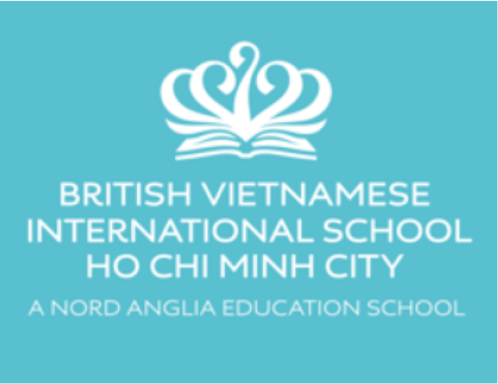 BRITISH VIETNAMESE
INTERNATIONAL SCHOOL
HO CHI MINH CITY
A NORD ANGLIA EDUCATION SCHOOL